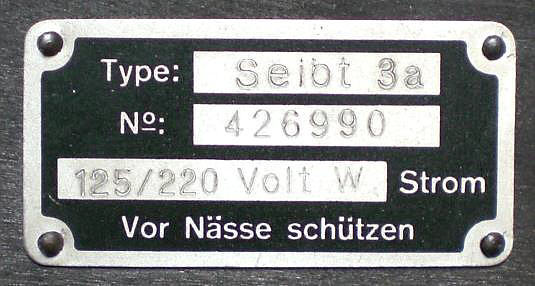 Type: Seibt 3a
Nº: 426990
125/220 Volt W Strom
Vor Nässe schützen